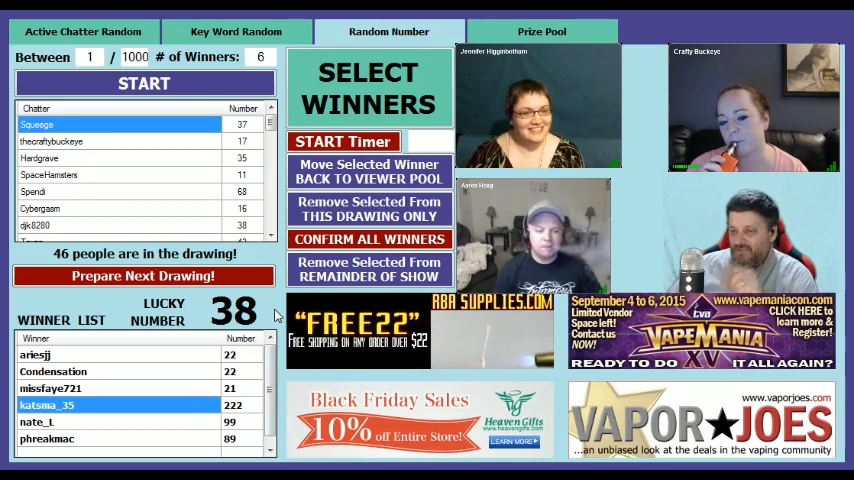 Active Chatter Random
Key Word Random
Random Number
Prize Pool
Between 1 / 1000 # of Winners: 6
START
Chatter Number
Squeege 37
thecraftybuckeye 17
Hardgrave 35
SpaceHamsters 11
Spendi 68
Cybergasm 16
djk8280 38
46 people are in the drawing!
Prepare Next Drawing!
LUCKY
NUMBER 38
WINNER LIST
Winner Number
ariesjj 22
Condensation 22
missfaye721 21
katsma_35 222
nate_L 99
phreakmac 89
SELECT
WINNERS
START Timer
Move Selected Winner
BACK TO VIEWER POOL
Remove Selected From
THIS DRAWING ONLY
CONFIRM ALL WINNERS
Remove Selected From
REMAINDER OF SHOW
Jennifer Higginbotham
Crafty Buckeye
Aaron Hoag
"FREE22"
FREE SHIPPING ON ANY ORDER OVER $22
RBA SUPPLIES.COM
September 4 to 6, 2015 www.vapemaniacon.com
Limited Vendor
Space left!
Contact us
NOW!
CLICK HERE to
learn more &
Register!
tva
VAPEMANIA
XV
READY TO DO IT ALL AGAIN?
Black Friday Sales
10% off Entire Store!
Heaven Gifts
www.heavengifts.com
LEARN MORE
www.vaporjoes.com
VAPOR★JOES
...an unbiased look at the deals in the vaping community